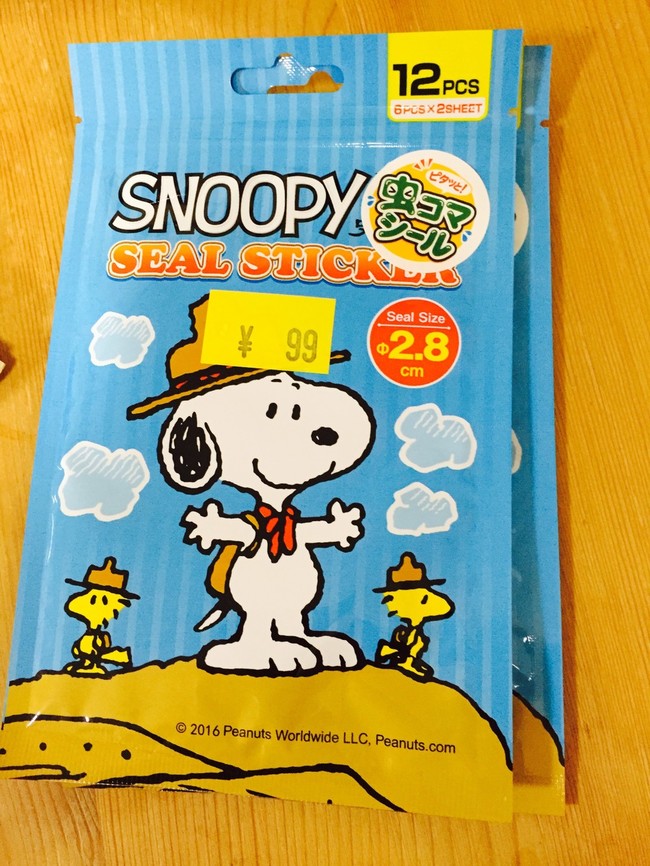 12PCS
6PCS×2SHEET
SNOOPY
ピタッと!
虫コマ
シール
SEAL STICKER
¥ 99
Seal Size
Φ2.8
cm
© 2016 Peanuts Worldwide LLC, Peanuts.com